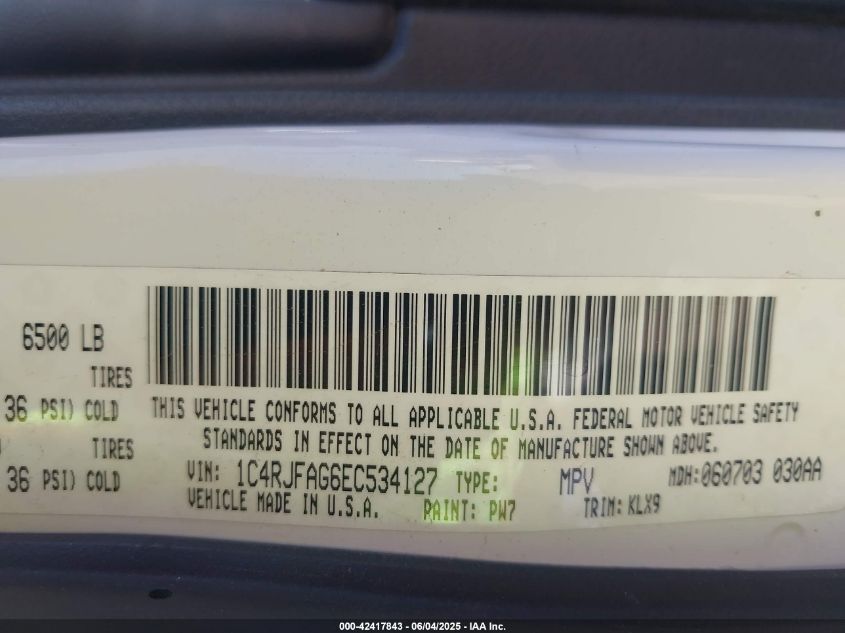 6500 LB
TIRES
36 PSI) COLD
TIRES
36 PSI) COLD
THIS VEHICLE CONFORMS TO ALL APPLICABLE U.S.A. FEDERAL MOTOR VEHICLE SAFETY
STANDARDS IN EFFECT ON THE DATE OF MANUFACTURE SHOWN ABOVE.
VIN: 1C4RJFAG6EC534127 TYPE: MPV MDH:060703 030AA
VEHICLE MADE IN U.S.A. PAINT: PW7 TRIM: KLX9
000-42417843 - 06/04/2025 - IAA Inc.